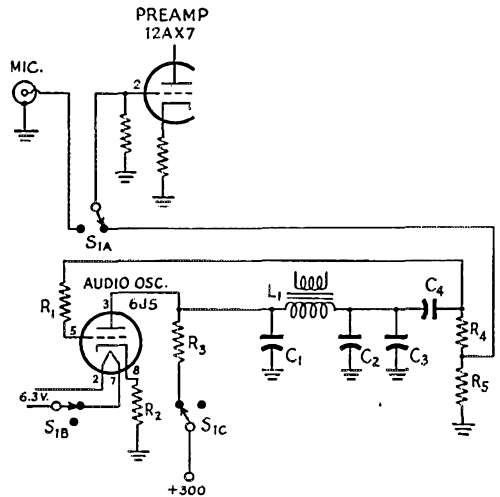 PREAMP
12AX7
MIC.
2
S1A
AUDIO OSC.
6J5
3
R1
5
2
7
8
6.3V.
S1B
R2
R3
S1C
+300
L1
C1
C2
C3
C4
R4
R5